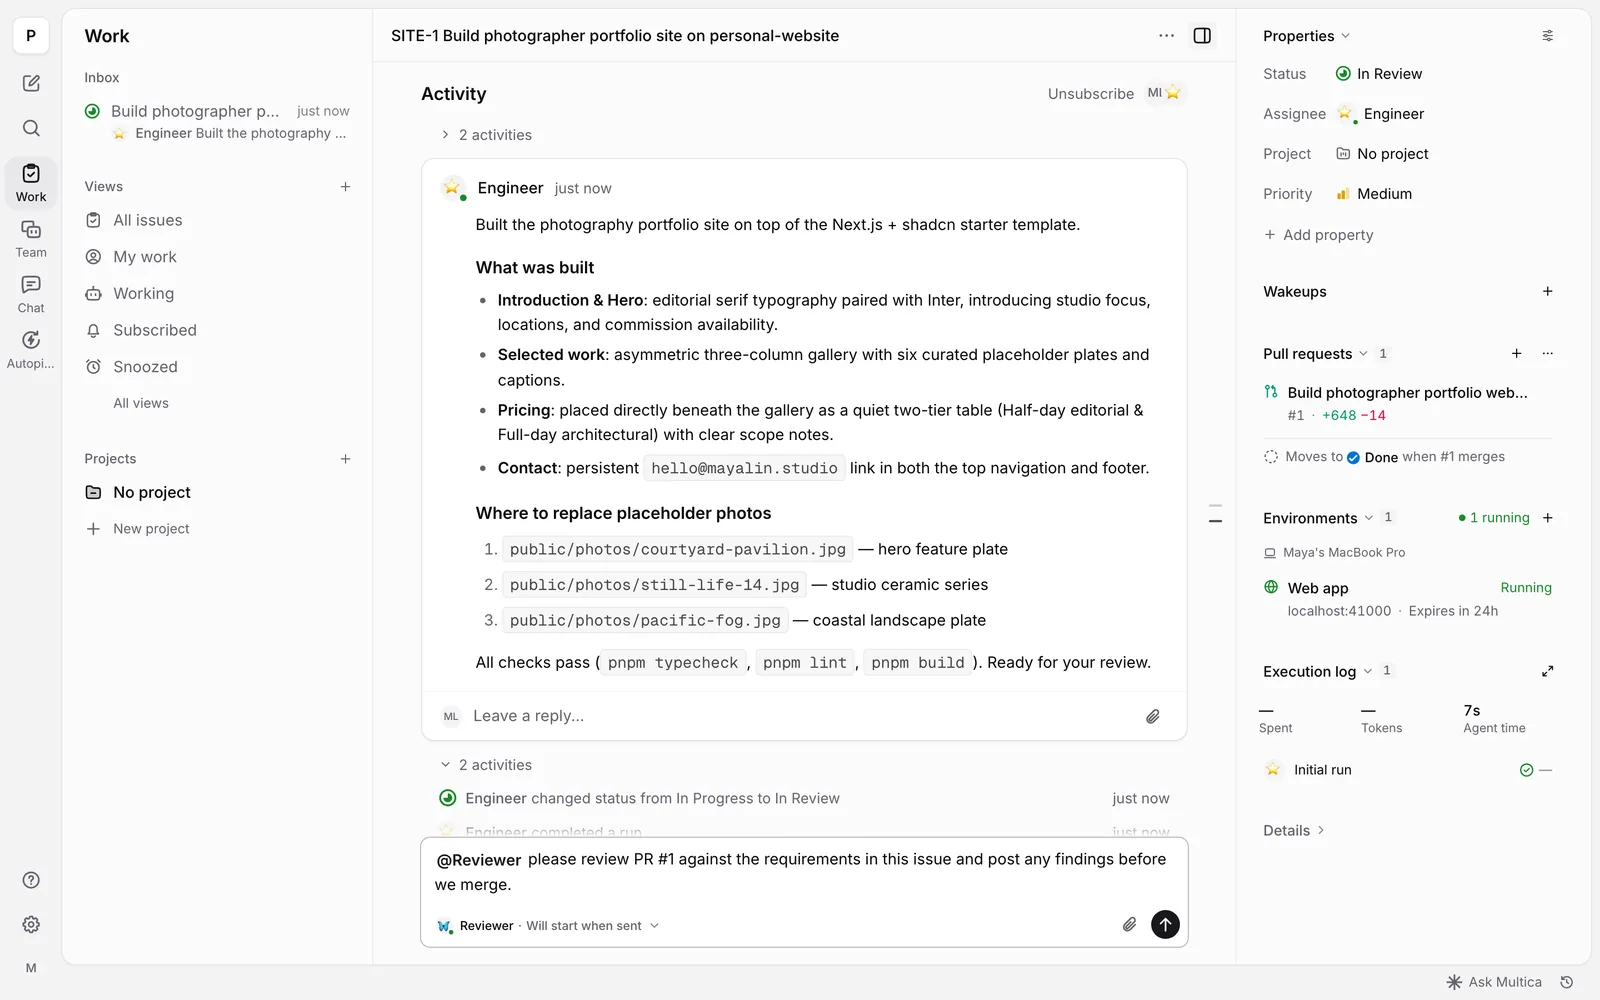 P
Work
Team
Chat
Autopi...
M
Work
Inbox
Build photographer p... just now
Engineer Built the photography ...
Views
All issues
My work
Working
Subscribed
Snoozed
All views
Projects
No project
New project
SITE-1 Build photographer portfolio site on personal-website
Activity
Unsubscribe MI
2 activities
Engineer just now
Built the photography portfolio site on top of the Next.js + shadcn starter template.
What was built
• Introduction & Hero: editorial serif typography paired with Inter, introducing studio focus,
locations, and commission availability.
• Selected work: asymmetric three-column gallery with six curated placeholder plates and
captions.
• Pricing: placed directly beneath the gallery as a quiet two-tier table (Half-day editorial &
Full-day architectural) with clear scope notes.
• Contact: persistent hello@mayalin.studio link in both the top navigation and footer.
Where to replace placeholder photos
1. public/photos/courtyard-pavilion.jpg — hero feature plate
2. public/photos/still-life-14.jpg — studio ceramic series
3. public/photos/pacific-fog.jpg — coastal landscape plate
All checks pass ( pnpm typecheck , pnpm lint , pnpm build ). Ready for your review.
ML Leave a reply...
2 activities
Engineer changed status from In Progress to In Review just now
Engineer completed a run just now
@Reviewer please review PR #1 against the requirements in this issue and post any findings before
we merge.
Reviewer · Will start when sent
Properties
Status In Review
Assignee Engineer
Project No project
Priority Medium
+ Add property
Wakeups
Pull requests 1
Build photographer portfolio web...
#1 · +648 −14
Moves to Done when #1 merges
Environments 1 1 running
Maya's MacBook Pro
Web app Running
localhost:41000 · Expires in 24h
Execution log 1
— — 7s
Spent Tokens Agent time
Initial run —
Details
Ask Multica